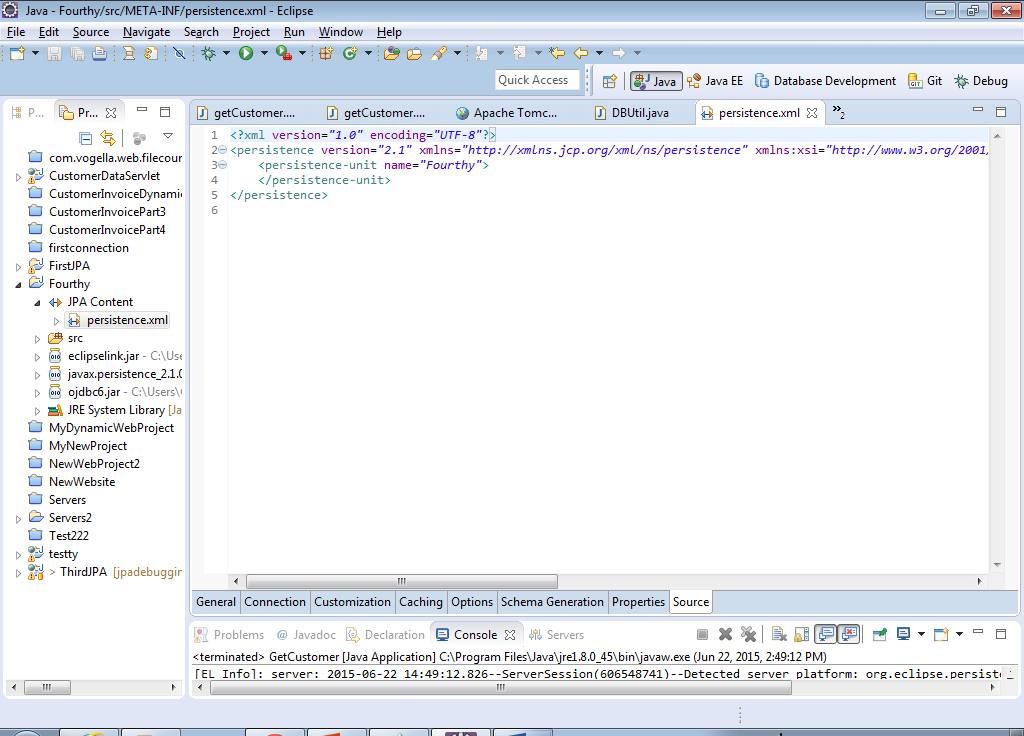 Java - Fourthy/src/META-INF/persistence.xml - Eclipse
File Edit Source Navigate Search Project Run Window Help
Quick Access Java Java EE Database Development Git Debug
P... Pr...
getCustomer.... getCustomer.... Apache Tomc... DBUtil.java persistence.xml »2
com.vogella.web.filecour
CustomerDataServlet
CustomerInvoiceDynamic
CustomerInvoicePart3
CustomerInvoicePart4
firstconnection
FirstJPA
Fourthy
JPA Content
persistence.xml
src
eclipselink.jar - C:\Use
javax.persistence_2.1.0
ojdbc6.jar - C:\Users\
JRE System Library [Ja
MyDynamicWebProject
MyNewProject
NewWebProject2
NewWebsite
Servers
Servers2
Test222
testty
> ThirdJPA [jpadebuggin
1 <?xml version="1.0" encoding="UTF-8"?>
2 <persistence version="2.1" xmlns="http://xmlns.jcp.org/xml/ns/persistence" xmlns:xsi="http://www.w3.org/2001/
3 <persistence-unit name="Fourthy">
4 </persistence-unit>
5 </persistence>
6
General Connection Customization Caching Options Schema Generation Properties Source
Problems @ Javadoc Declaration Console Servers
<terminated> GetCustomer [Java Application] C:\Program Files\Java\jre1.8.0_45\bin\javaw.exe (Jun 22, 2015, 2:49:12 PM)
[EL Info]: server: 2015-06-22 14:49:12.826--ServerSession(606548741)--Detected server platform: org.eclipse.persiste